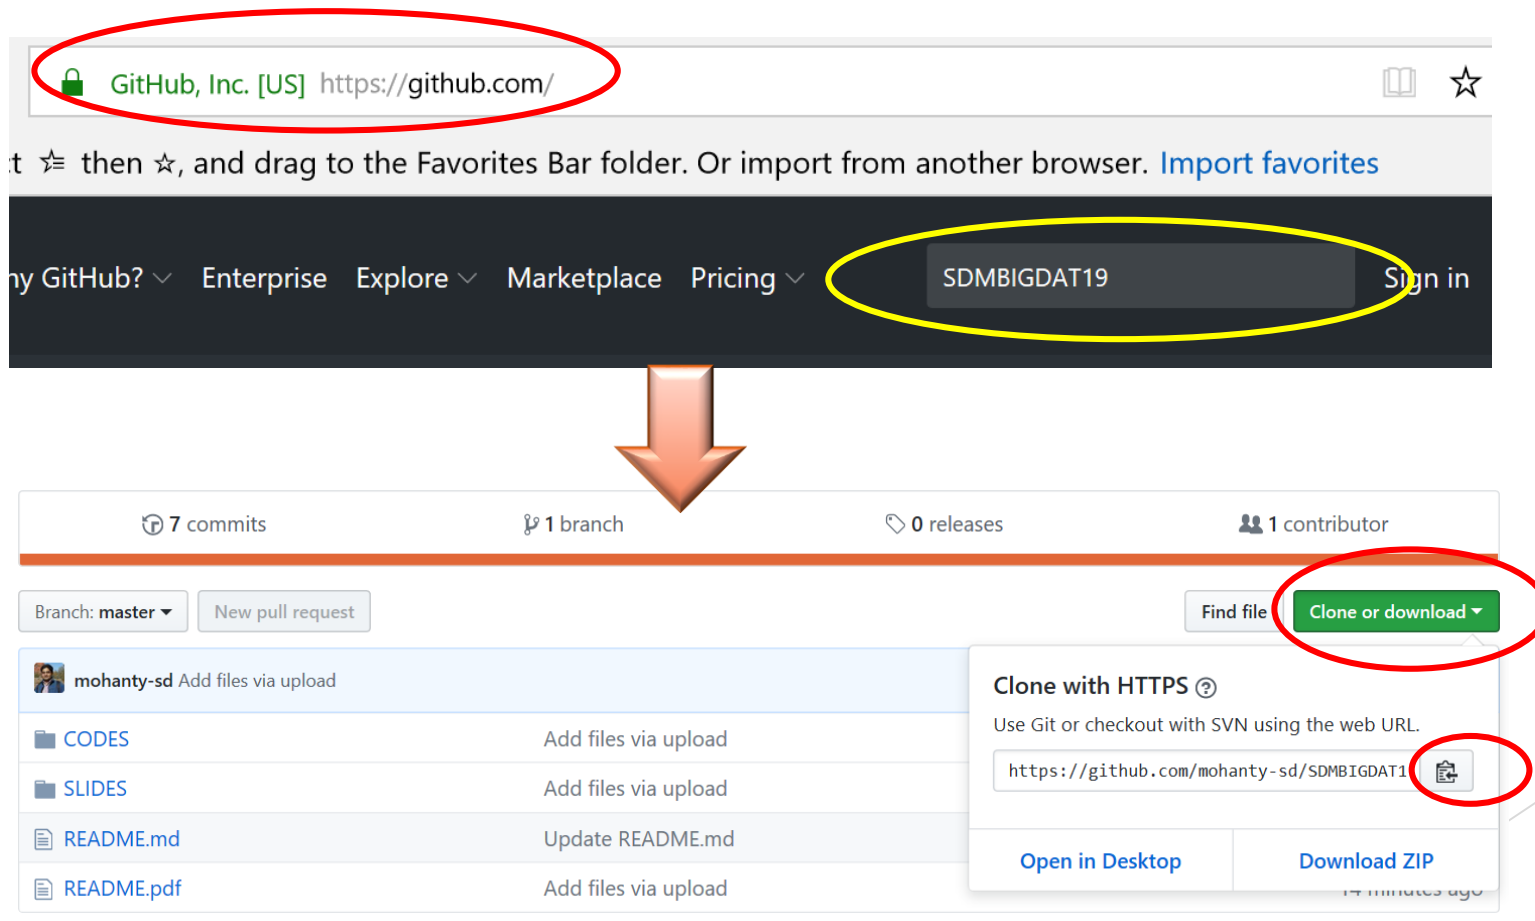 GitHub, Inc. [US] https://github.com/
then , and drag to the Favorites Bar folder. Or import from another browser. Import favorites
GitHub? Enterprise Explore Marketplace Pricing SDMBIGDAT19 Sign in
7 commits 1 branch 0 releases 1 contributor
Branch: master New pull request Find file Clone or download
mohanty-sd Add files via upload
Clone with HTTPS
Use Git or checkout with SVN using the web URL.
CODES Add files via upload
https://github.com/mohanty-sd/SDMBIGDAT1
SLIDES Add files via upload
README.md Update README.md
Open in Desktop Download ZIP
README.pdf Add files via upload 14 minutes ago